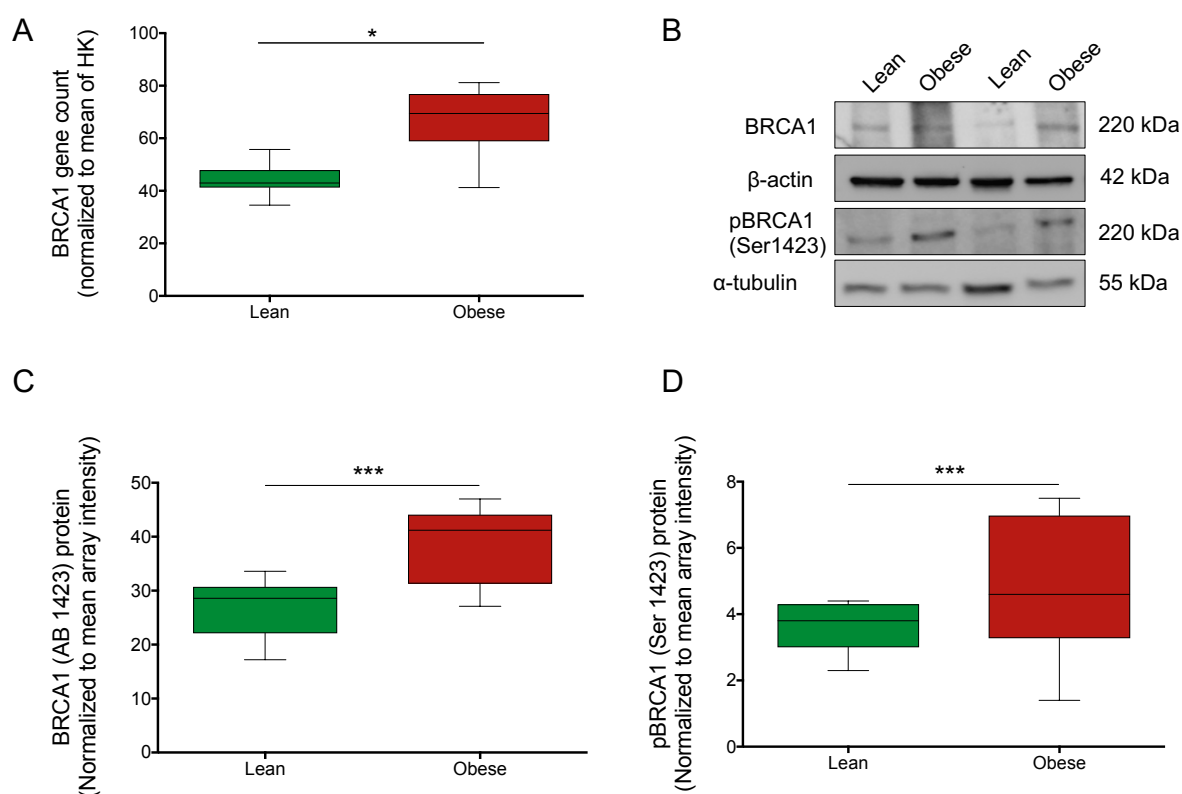 A
BRCA1 gene count
(normalized to mean of HK)
100
80
60
40
20
0
*
Lean
Obese
B
Lean
Obese
Lean
Obese
BRCA1
220 kDa
β-actin
42 kDa
pBRCA1
(Ser1423)
220 kDa
α-tubulin
55 kDa
C
BRCA1 (AB 1423) protein
(Normalized to mean array intensity)
50
40
30
20
10
0
***
Lean
Obese
D
pBRCA1 (Ser 1423) protein
(Normalized to mean array intensity)
8
6
4
2
0
***
Lean
Obese